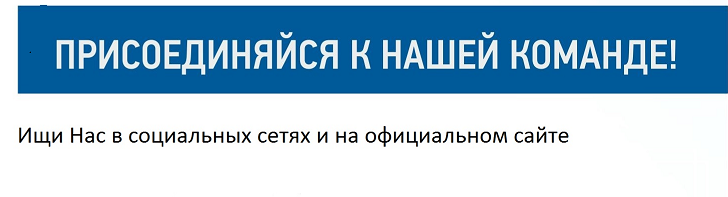 ПРИСОЕДИНЯЙСЯ К НАШЕЙ КОМАНДЕ!
Ищи Нас в социальных сетях и на официальном сайте